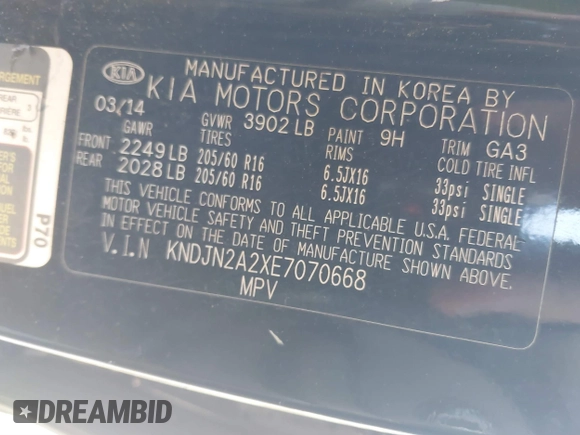 KIA
MANUFACTURED IN KOREA BY
KIA MOTORS CORPORATION
03/14 GVWR 3902 LB PAINT 9H TRIM GA3
GAWR TIRES RIMS COLD TIRE INFL
FRONT 2249 LB 205/60 R16 6.5JX16 33psi SINGLE
REAR 2028 LB 205/60 R16 6.5JX16 33psi SINGLE
THIS VEHICLE CONFORMS TO ALL APPLICABLE U.S.A. FEDERAL
MOTOR VEHICLE SAFETY AND THEFT PREVENTION STANDARDS
IN EFFECT ON THE DATE OF MANUFACTURE SHOWN ABOVE.
V.I.N KNDJN2A2XE7070668
MPV
REAR
P70
DREAMBID